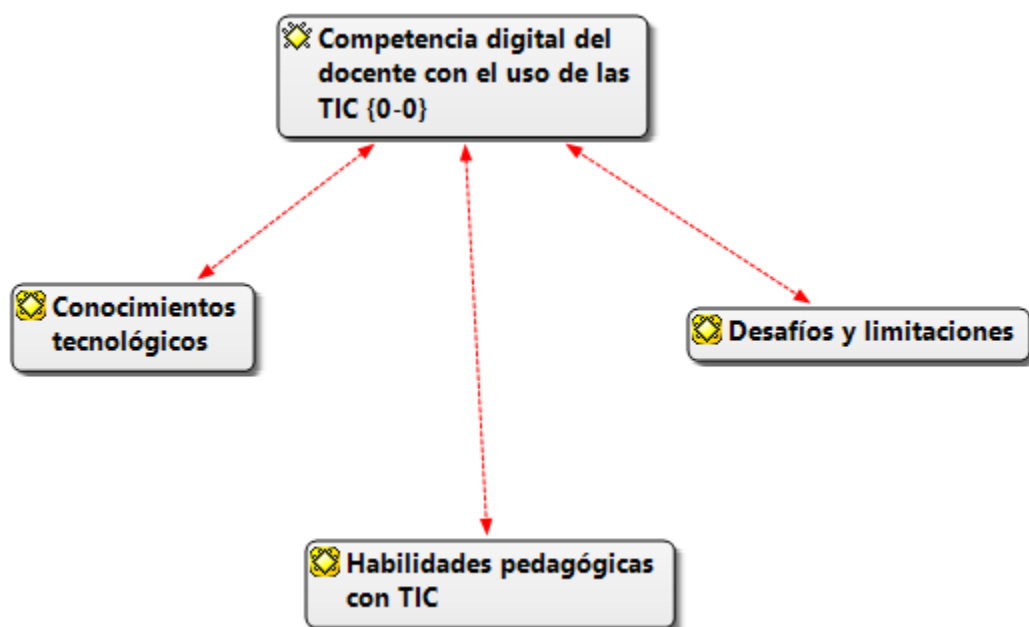 Competencia digital del
docente con el uso de las
TIC {0-0}
Conocimientos
tecnológicos
Desafíos y limitaciones
Habilidades pedagógicas
con TIC